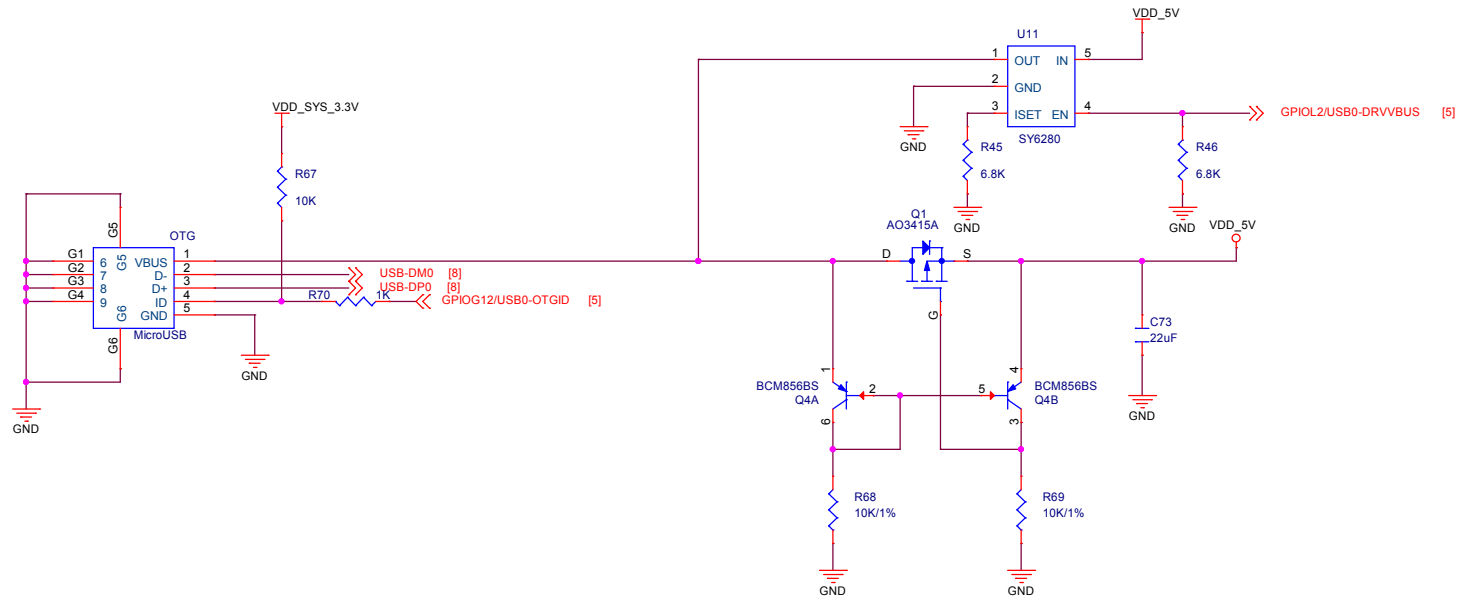 VDD_5V
U11
1 OUT IN 5
2 GND
3 ISET EN 4
SY6280
GPIOL2/USB0-DRVVBUS [5]
GND
R45
6.8K
GND
R46
6.8K
GND
VDD_SYS_3.3V
R67
10K
Q1
AO3415A
D S
G
VDD_5V
OTG
G5
G5
G1 6 VBUS 1
G2 7 D- 2
G3 8 D+ 3
G4 9 ID 4
GND 5
G6
G6
MicroUSB
USB-DM0 [8]
USB-DP0 [8]
R70 1K
GPIOG12/USB0-OTGID [5]
GND
GND
C73
22uF
GND
1
BCM856BS
Q4A
2
6
5
4
BCM856BS
Q4B
3
R68
10K/1%
GND
R69
10K/1%
GND